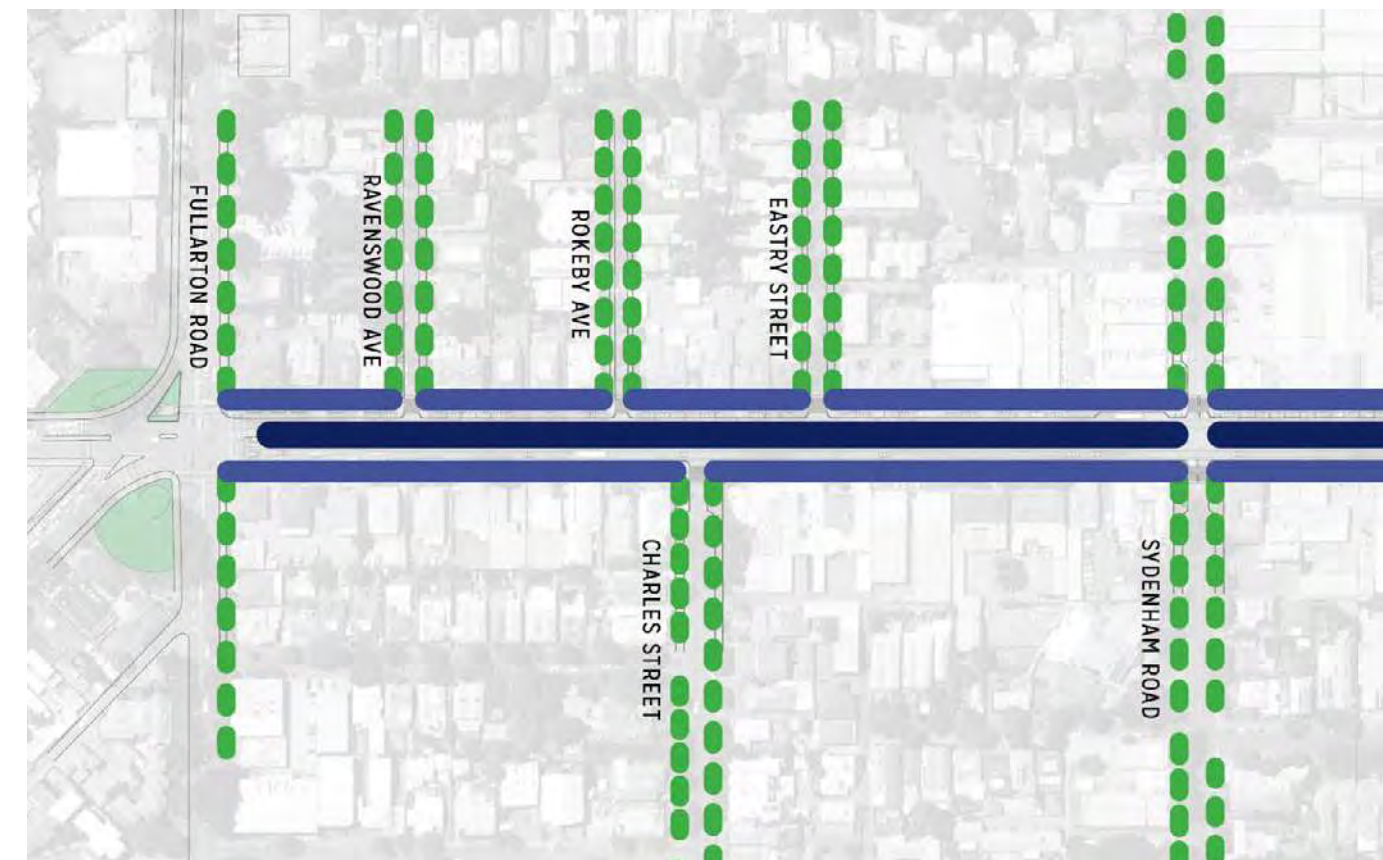 FULLARTON ROAD
RAVENSWOOD AVE
ROKEBY AVE
EASTRY STREET
CHARLES STREET
SYDENHAM ROAD